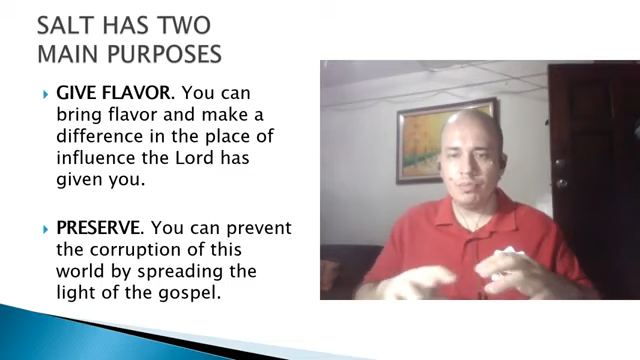 SALT HAS TWO
MAIN PURPOSES
GIVE FLAVOR. You can
bring flavor and make a
difference in the place of
influence the Lord has
given you.
PRESERVE. You can prevent
the corruption of this
world by spreading the
light of the gospel.